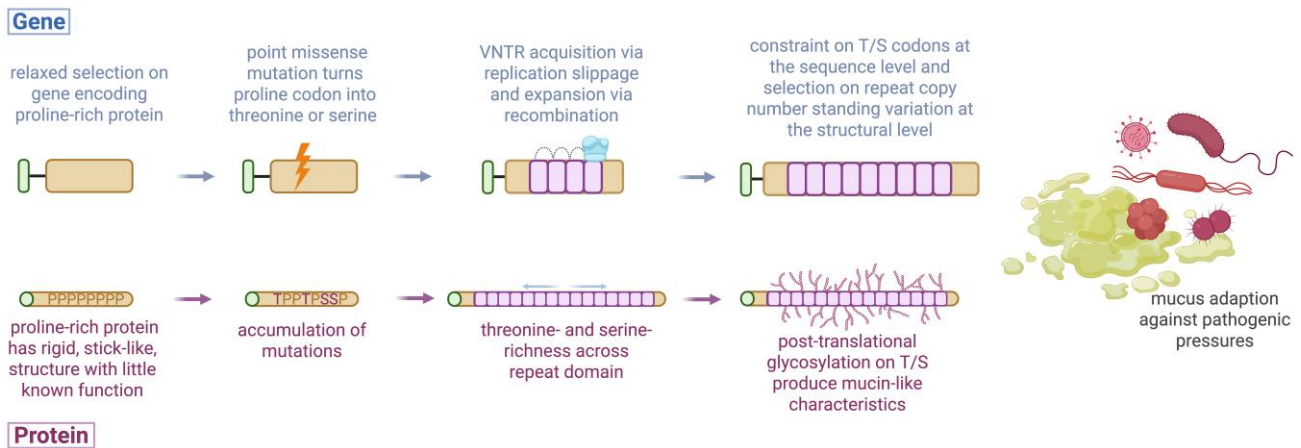 Gene
relaxed selection on
gene encoding
proline-rich protein
point missense
mutation turns
proline codon into
threonine or serine
VNTR acquisition via
replication slippage
and expansion via
recombination
constraint on T/S codons at
the sequence level and
selection on repeat copy
number standing variation at
the structural level
PPPPPPPP
TPPTPSSP
proline-rich protein
has rigid, stick-like,
structure with little
known function
accumulation of
mutations
threonine- and serine-
richness across
repeat domain
post-translational
glycosylation on T/S
produce mucin-like
characteristics
mucus adaption
against pathogenic
pressures
Protein